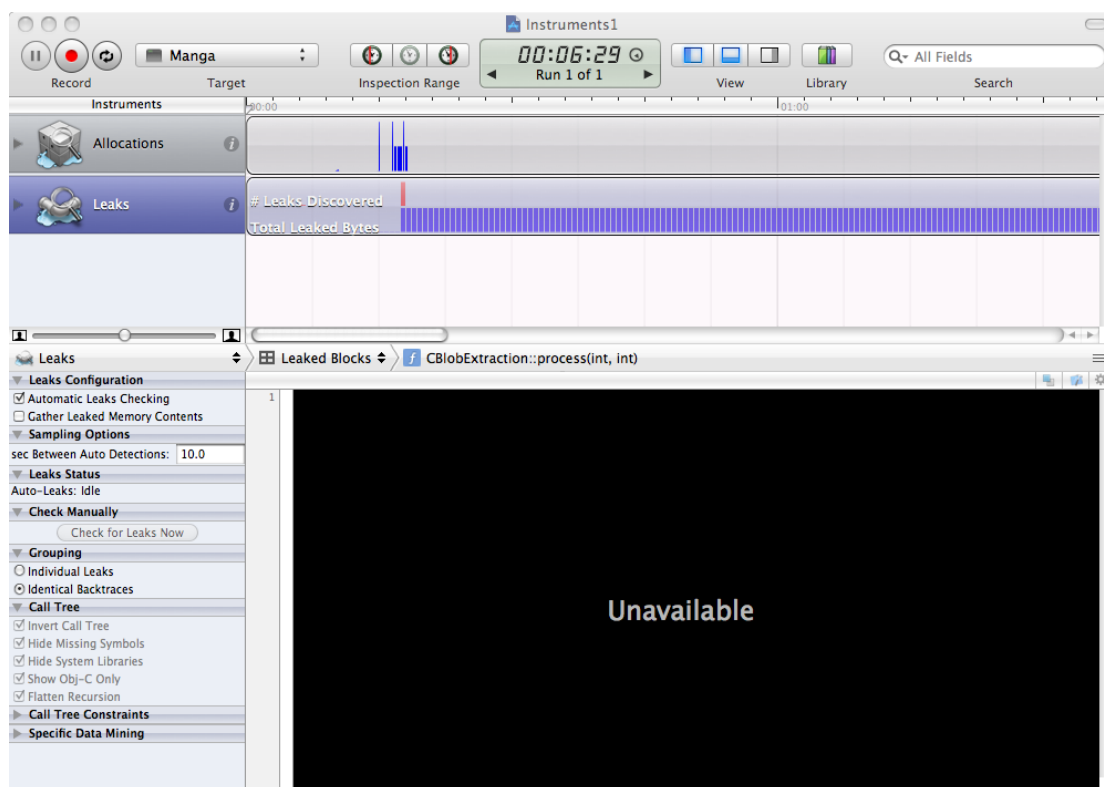 Instruments1
Manga
00:06:29
Run 1 of 1
All Fields
Record
Target
Inspection Range
View
Library
Search
Instruments
00:00
01:00
Allocations
Leaks
# Leaks Discovered
Total Leaked Bytes
Leaks
Leaked Blocks
CBlobExtraction::process(int, int)
Leaks Configuration
Automatic Leaks Checking
Gather Leaked Memory Contents
Sampling Options
sec Between Auto Detections: 10.0
Leaks Status
Auto-Leaks: Idle
Check Manually
Check for Leaks Now
Grouping
Individual Leaks
Identical Backtraces
Call Tree
Invert Call Tree
Hide Missing Symbols
Hide System Libraries
Show Obj-C Only
Flatten Recursion
Call Tree Constraints
Specific Data Mining
1
Unavailable